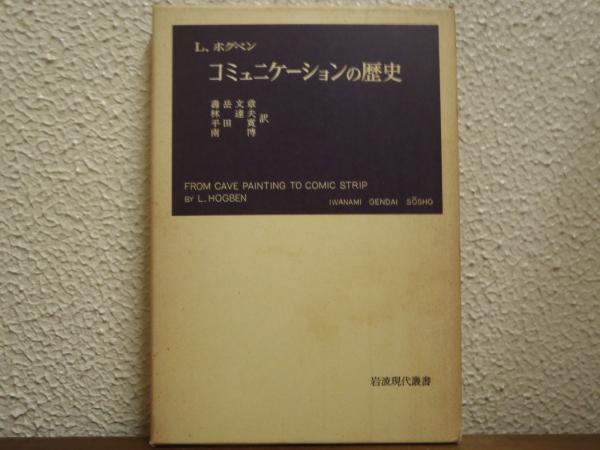 L、ホグベン
コミュニケーションの歴史
壽岳文章
林達夫
平田寛
南博
訳
FROM CAVE PAINTING TO COMIC STRIP
BY L. HOGBEN
IWANAMI GENDAI SŌSHO
岩波現代叢書